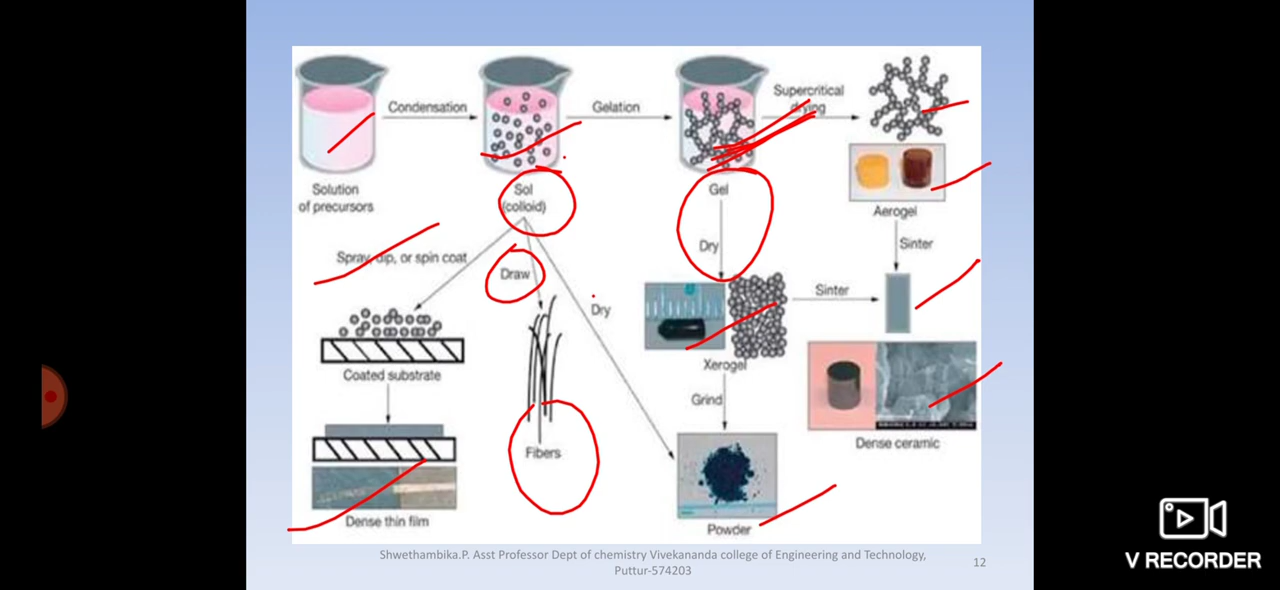 Condensation
Gelation
Supercritical
drying
Solution
of precursors
Sol
(colloid)
Gel
Aerogel
Spray, dip, or spin coat
Draw
Dry
Dry
Sinter
Sinter
Coated substrate
Xerogel
Grind
Fibers
Dense ceramic
Dense thin film
Powder
Shwethambika.P. Asst Professor Dept of chemistry Vivekananda college of Engineering and Technology,
Puttur-574203
12
V RECORDER